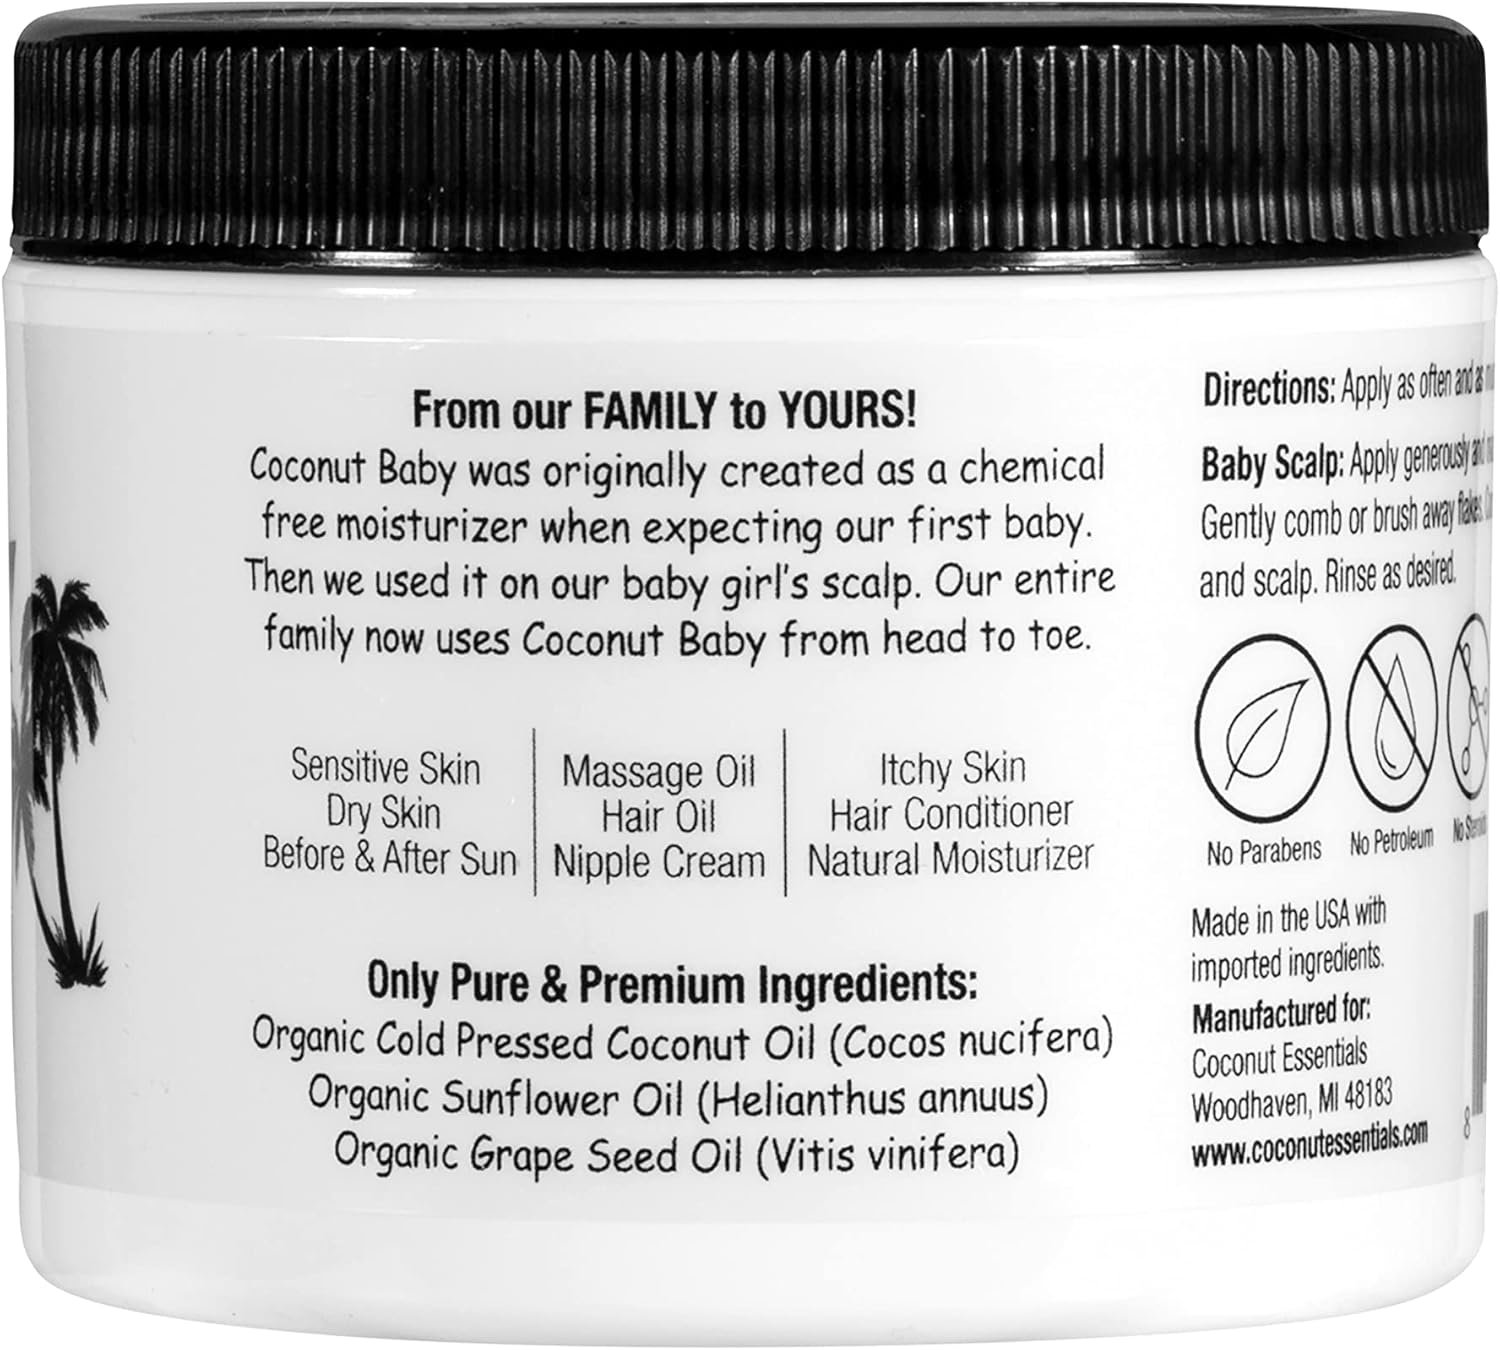 From our FAMILY to YOURS!
Coconut Baby was originally created as a chemical
free moisturizer when expecting our first baby.
Then we used it on our baby girl's scalp. Our entire
family now uses Coconut Baby from head to toe.
Sensitive Skin
Dry Skin
Before & After Sun
Massage Oil
Hair Oil
Nipple Cream
Itchy Skin
Hair Conditioner
Natural Moisturizer
Only Pure & Premium Ingredients:
Organic Cold Pressed Coconut Oil (Cocos nucifera)
Organic Sunflower Oil (Helianthus annuus)
Organic Grape Seed Oil (Vitis vinifera)
Directions: Apply as often and as
Baby Scalp: Apply generously and
Gently comb or brush away flakes.
and scalp. Rinse as desired.
No Parabens
No Petroleum
No
Made in the USA with
imported ingredients.
Manufactured for:
Coconut Essentials
Woodhaven, MI 48183
www.coconutessentials.com
8